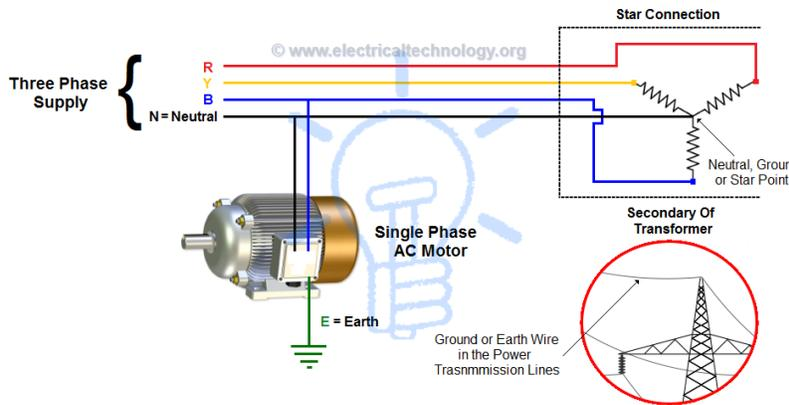 Star Connection
© www.electricaltechnology.org
Three Phase
Supply
R
Y
B
N = Neutral
Neutral, Groun
or Star Point
Secondary Of
Transformer
Single Phase
AC Motor
E = Earth
Ground or Earth Wire
in the Power
Trasnmmission Lines